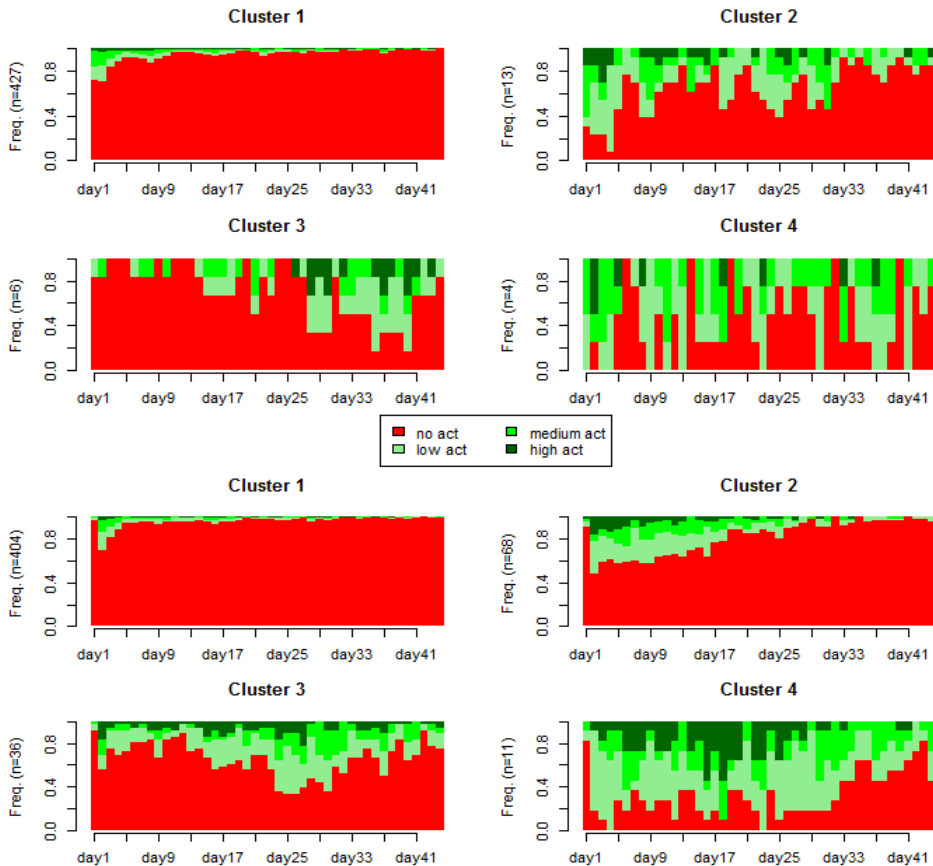 Cluster 1
Cluster 2
Freq. (n=427)
0.0 0.4 0.8
day1 day9 day17 day25 day33 day41
Freq. (n=13)
0.0 0.4 0.8
day1 day9 day17 day25 day33 day41
Cluster 3
Cluster 4
Freq. (n=6)
0.0 0.4 0.8
day1 day9 day17 day25 day33 day41
Freq. (n=4)
0.0 0.4 0.8
day1 day9 day17 day25 day33 day41
no act
medium act
low act
high act
Cluster 1
Cluster 2
Freq. (n=404)
0.0 0.4 0.8
day1 day9 day17 day25 day33 day41
Freq. (n=68)
0.0 0.4 0.8
day1 day9 day17 day25 day33 day41
Cluster 3
Cluster 4
Freq. (n=36)
0.0 0.4 0.8
day1 day9 day17 day25 day33 day41
Freq. (n=11)
0.0 0.4 0.8
day1 day9 day17 day25 day33 day41